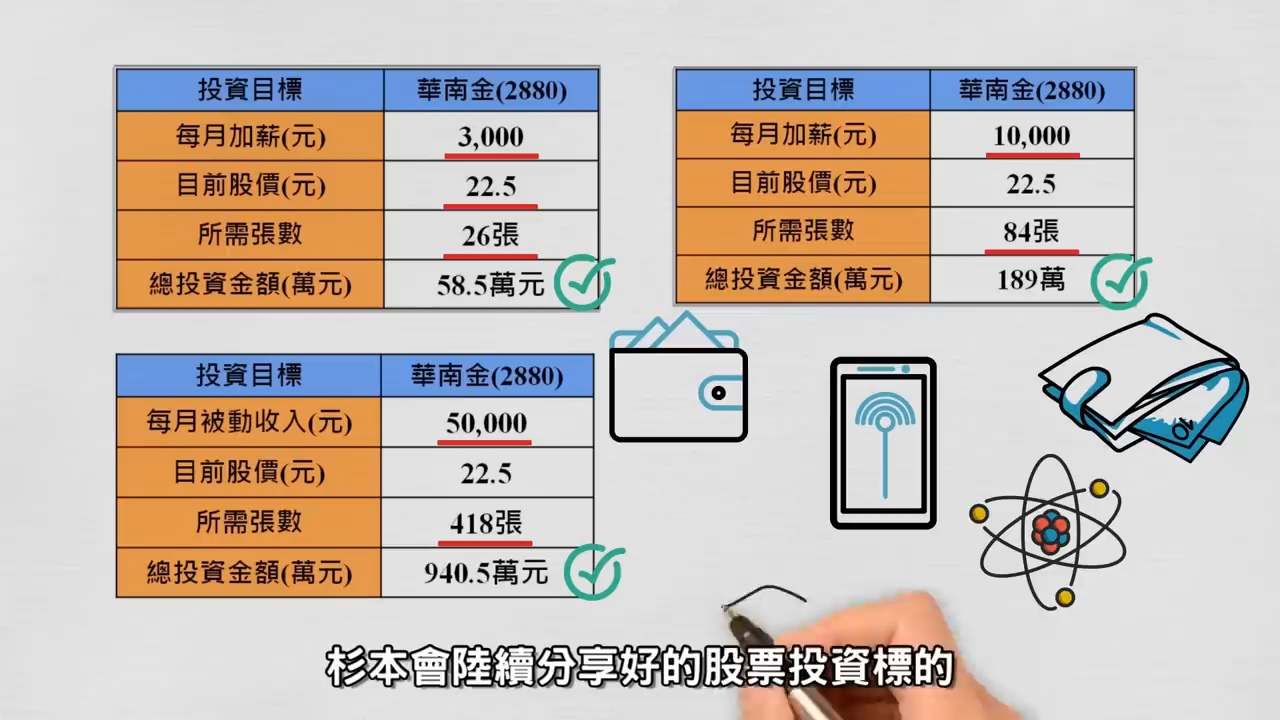 投資目標 華南金(2880)
每月加薪(元) 3,000
目前股價(元) 22.5
所需張數 26張
總投資金額(萬元) 58.5萬元
投資目標 華南金(2880)
每月加薪(元) 10,000
目前股價(元) 22.5
所需張數 84張
總投資金額(萬元) 189萬
投資目標 華南金(2880)
每月被動收入(元) 50,000
目前股價(元) 22.5
所需張數 418張
總投資金額(萬元) 940.5萬元
杉本會陸續分享好的股票投資標的